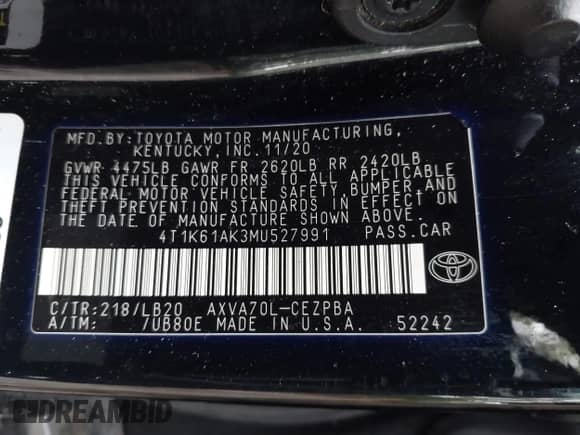 MFD. BY: TOYOTA MOTOR MANUFACTURING,
KENTUCKY, INC. 11/20
GVWR 4475LB GAWR FR 2620LB RR 2420LB
THIS VEHICLE CONFORMS TO ALL APPLICABLE
FEDERAL MOTOR VEHICLE SAFETY, BUMPER, AND
THEFT PREVENTION STANDARDS IN EFFECT ON
THE DATE OF MANUFACTURE SHOWN ABOVE.
4T1K61AK3MU527991 PASS.CAR
C/TR: 218/LB20 AXVA70L-CEZPBA
A/TM: /UB80E MADE IN U.S.A. 52242
DREAMBID